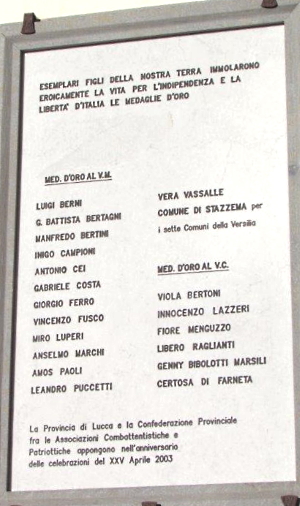 ESEMPLARI FIGLI DELLA NOSTRA TERRA IMMOLARONO
EROICAMENTE LA VITA PER L'INDIPENDENZA E LA
LIBERTA' D'ITALIA LE MEDAGLIE D'ORO
MED. D'ORO AL V.M.
LUIGI BERNI
G. BATTISTA BERTAGNI
MANFREDO BERTINI
INIGO CAMPIONI
ANTONIO CEI
GABRIELE COSTA
GIORGIO FERRO
VINCENZO FUSCO
MIRO LUPERI
ANSELMO MARCHI
AMOS PAOLI
LEANDRO PUCCETTI
VERA VASSALLE
COMUNE DI STAZZEMA per
i sette Comuni della Versilia
MED. D'ORO AL V.C.
VIOLA BERTONI
INNOCENZO LAZZERI
FIORE MENGUZZO
LIBERO RAGLIANTI
GENNY BIBOLOTTI MARSILI
CERTOSA DI FARNETA
La Provincia di Lucca e la Confederazione Provinciale
fra le Associazioni Combattentistiche e
Patriottiche appongono nell'anniversario
delle celebrazioni del XXV Aprile 2003